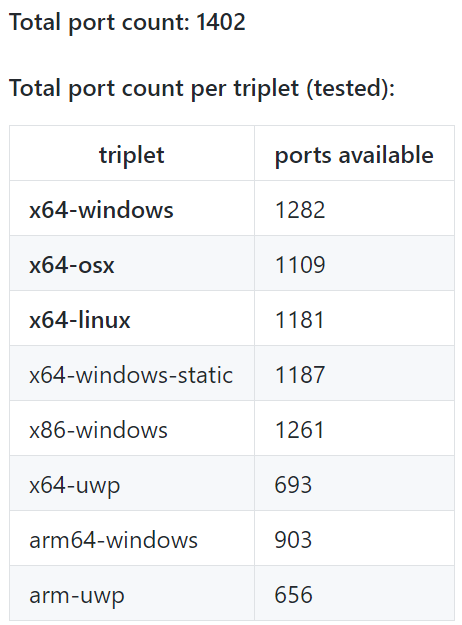 Total port count: 1402
Total port count per triplet (tested):
triplet ports available
x64-windows 1282
x64-osx 1109
x64-linux 1181
x64-windows-static 1187
x86-windows 1261
x64-uwp 693
arm64-windows 903
arm-uwp 656